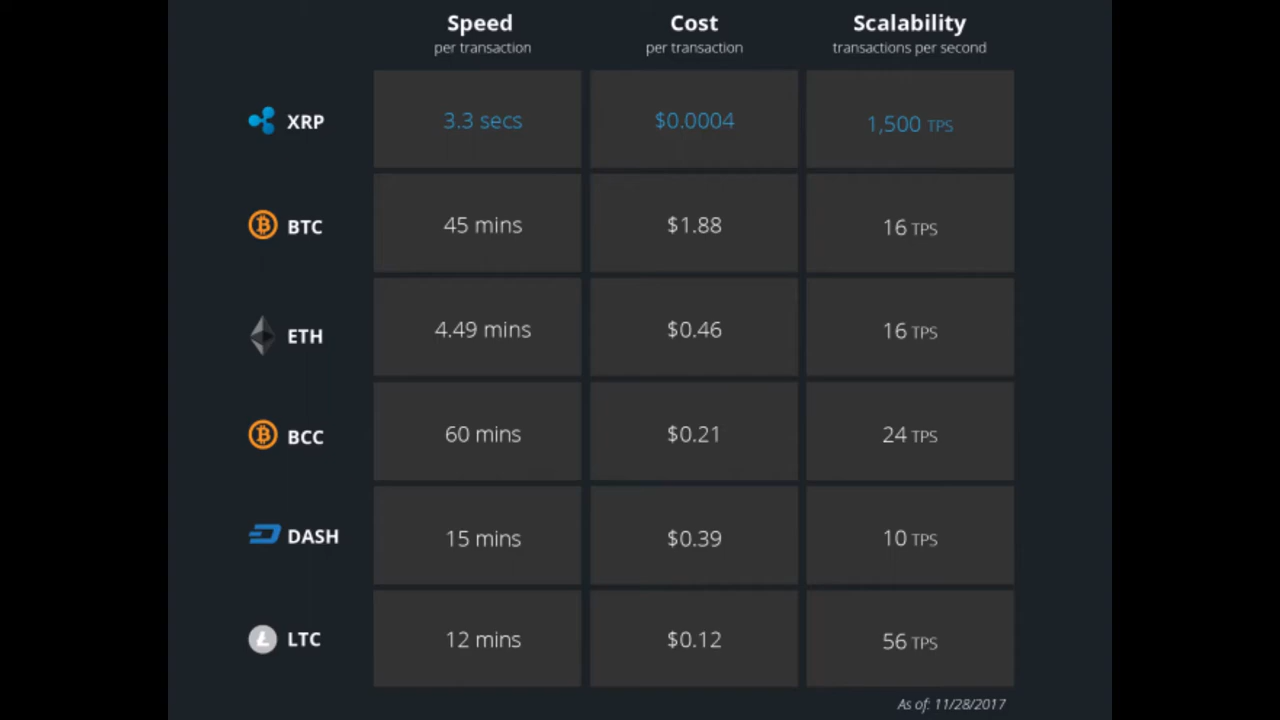 Speed Cost Scalability
per transaction per transaction transactions per second
XRP 3.3 secs $0.0004 1,500 TPS
BTC 45 mins $1.88 16 TPS
ETH 4.49 mins $0.46 16 TPS
BCC 60 mins $0.21 24 TPS
DASH 15 mins $0.39 10 TPS
LTC 12 mins $0.12 56 TPS
As of: 11/28/2017